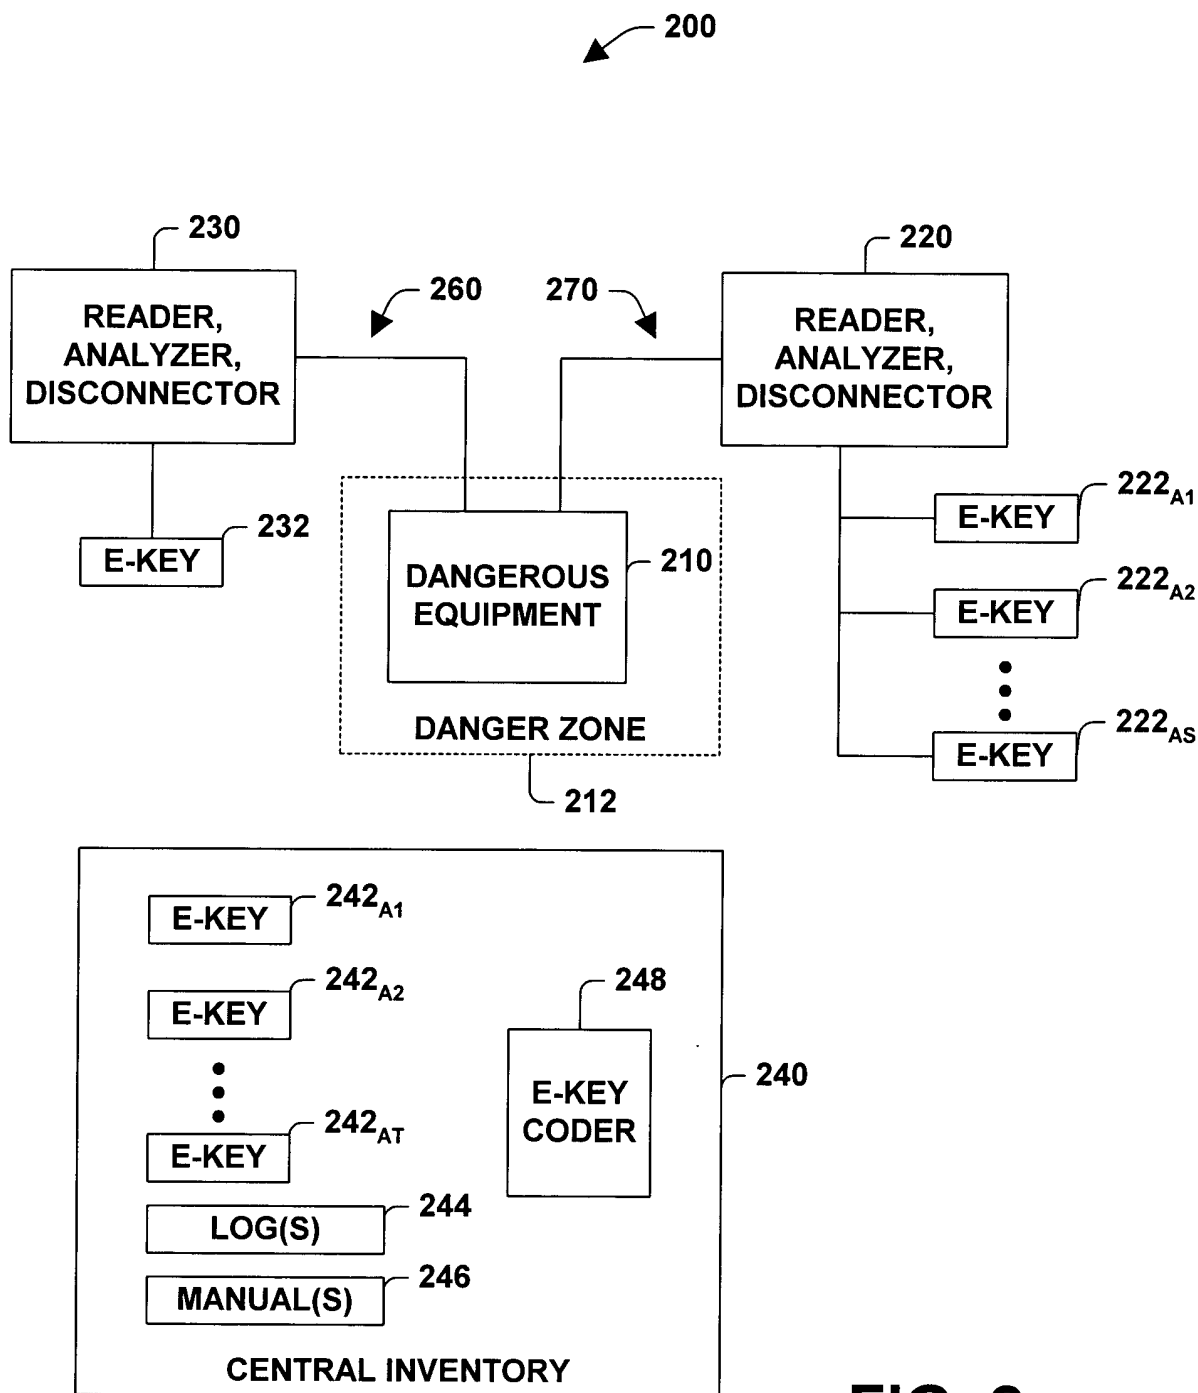 200
230
220
260
270
READER,
ANALYZER,
DISCONNECTOR
READER,
ANALYZER,
DISCONNECTOR
232
E-KEY
222A1
E-KEY
222A2
E-KEY
222AS
E-KEY
210
DANGEROUS
EQUIPMENT
DANGER ZONE
212
242A1
E-KEY
242A2
E-KEY
242AT
E-KEY
248
E-KEY
CODER
240
244
LOG(S)
246
MANUAL(S)
CENTRAL INVENTORY